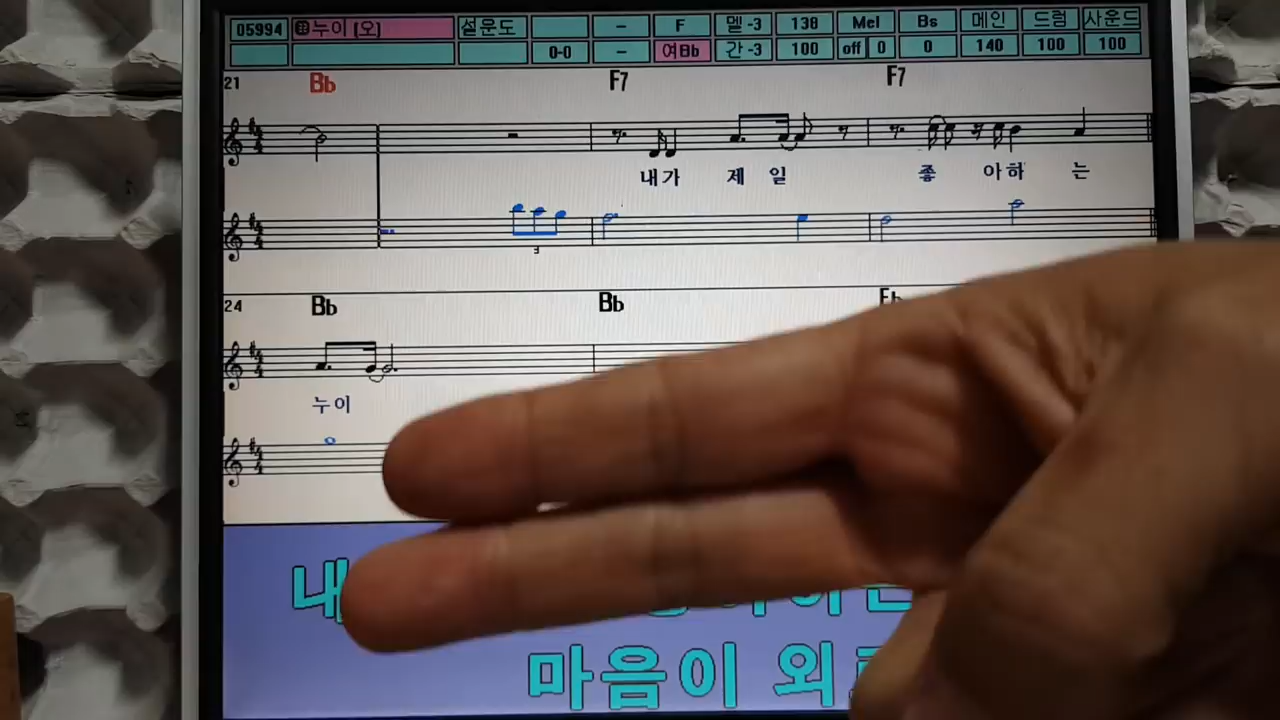 05994 누이 (오) 설운도 – F 멜 -3 138 Mel Bs 메인 드럼 사운드
0-0 – 여Bb 간 -3 100 off 0 0 140 100 100
21 Bb F7 F7
내가 제 일 좋 아하 는
3
24 Bb Bb
누이
내
마음이